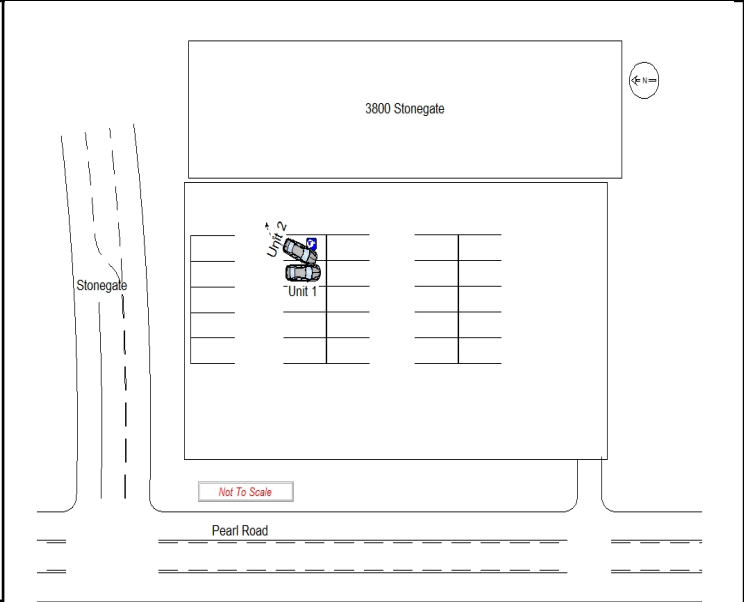 3800 Stonegate
N
Unit 2
Unit 1
Stonegate
Not To Scale
Pearl Road